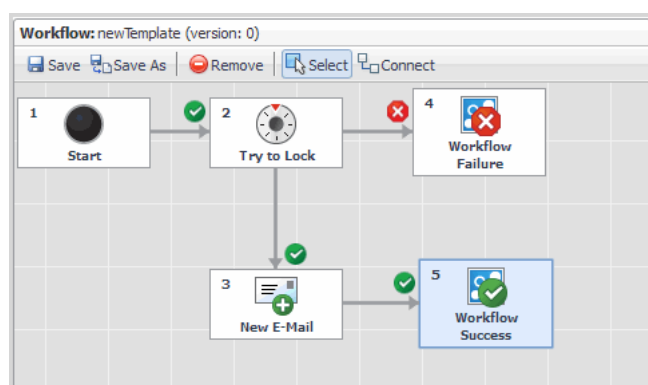 Workflow: newTemplate (version: 0)
Save Save As Remove Select Connect
1
Start
2
Try to Lock
4
Workflow
Failure
3
New E-Mail
5
Workflow
Success